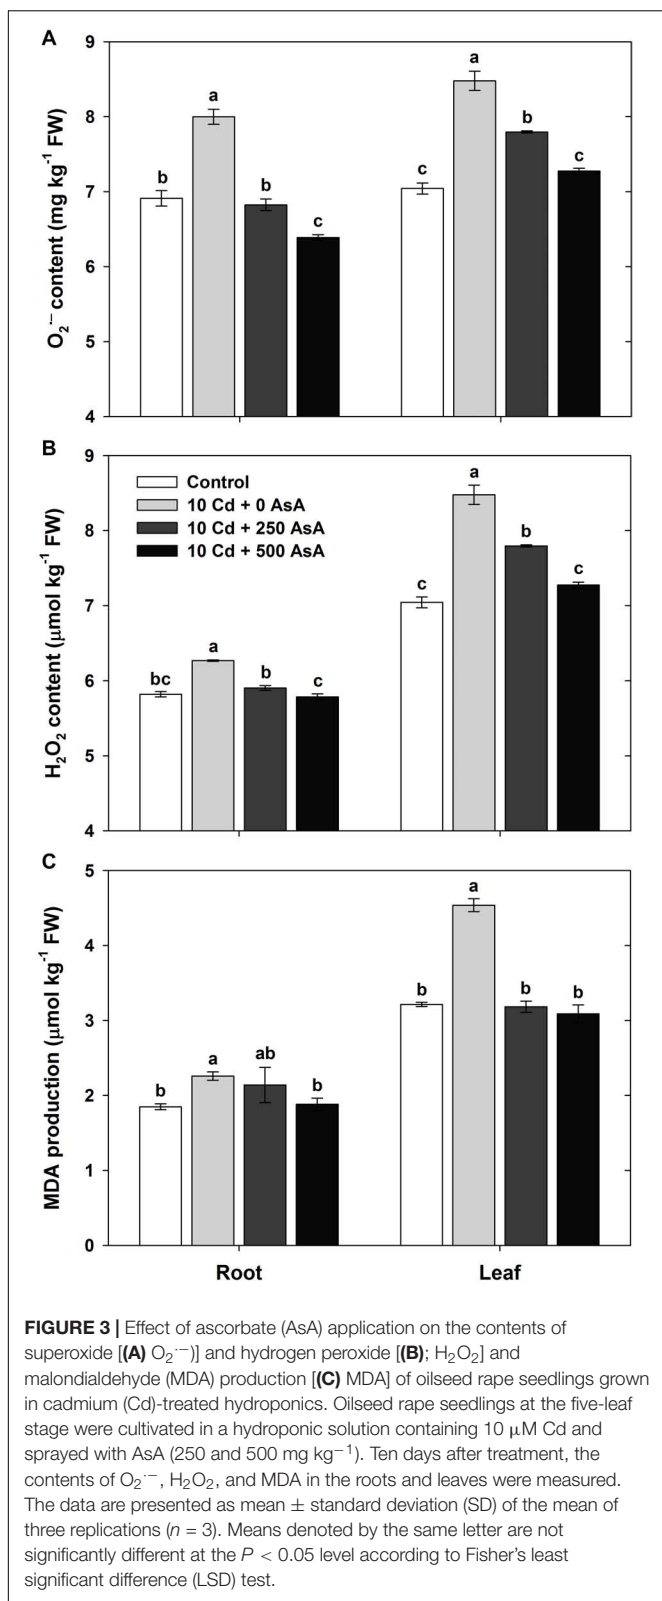 A
9
8
7
6
5
4
O₂˙⁻ content (mg kg⁻¹ FW)
b
a
b
c
c
a
b
c
B
9
8
7
6
5
4
H₂O₂ content (μmol kg⁻¹ FW)
Control
10 Cd + 0 AsA
10 Cd + 250 AsA
10 Cd + 500 AsA
bc
a
b
c
c
a
b
c
C
5
4
3
2
1
0
MDA production (μmol kg⁻¹ FW)
b
a
ab
b
b
a
b
b
Root Leaf
FIGURE 3 | Effect of ascorbate (AsA) application on the contents of
superoxide [(A) O₂˙⁻)] and hydrogen peroxide [(B); H₂O₂] and
malondialdehyde (MDA) production [(C) MDA] of oilseed rape seedlings grown
in cadmium (Cd)-treated hydroponics. Oilseed rape seedlings at the five-leaf
stage were cultivated in a hydroponic solution containing 10 μM Cd and
sprayed with AsA (250 and 500 mg kg⁻¹). Ten days after treatment, the
contents of O₂˙⁻, H₂O₂, and MDA in the roots and leaves were measured.
The data are presented as mean ± standard deviation (SD) of the mean of
three replications (n = 3). Means denoted by the same letter are not
significantly different at the P < 0.05 level according to Fisher's least
significant difference (LSD) test.